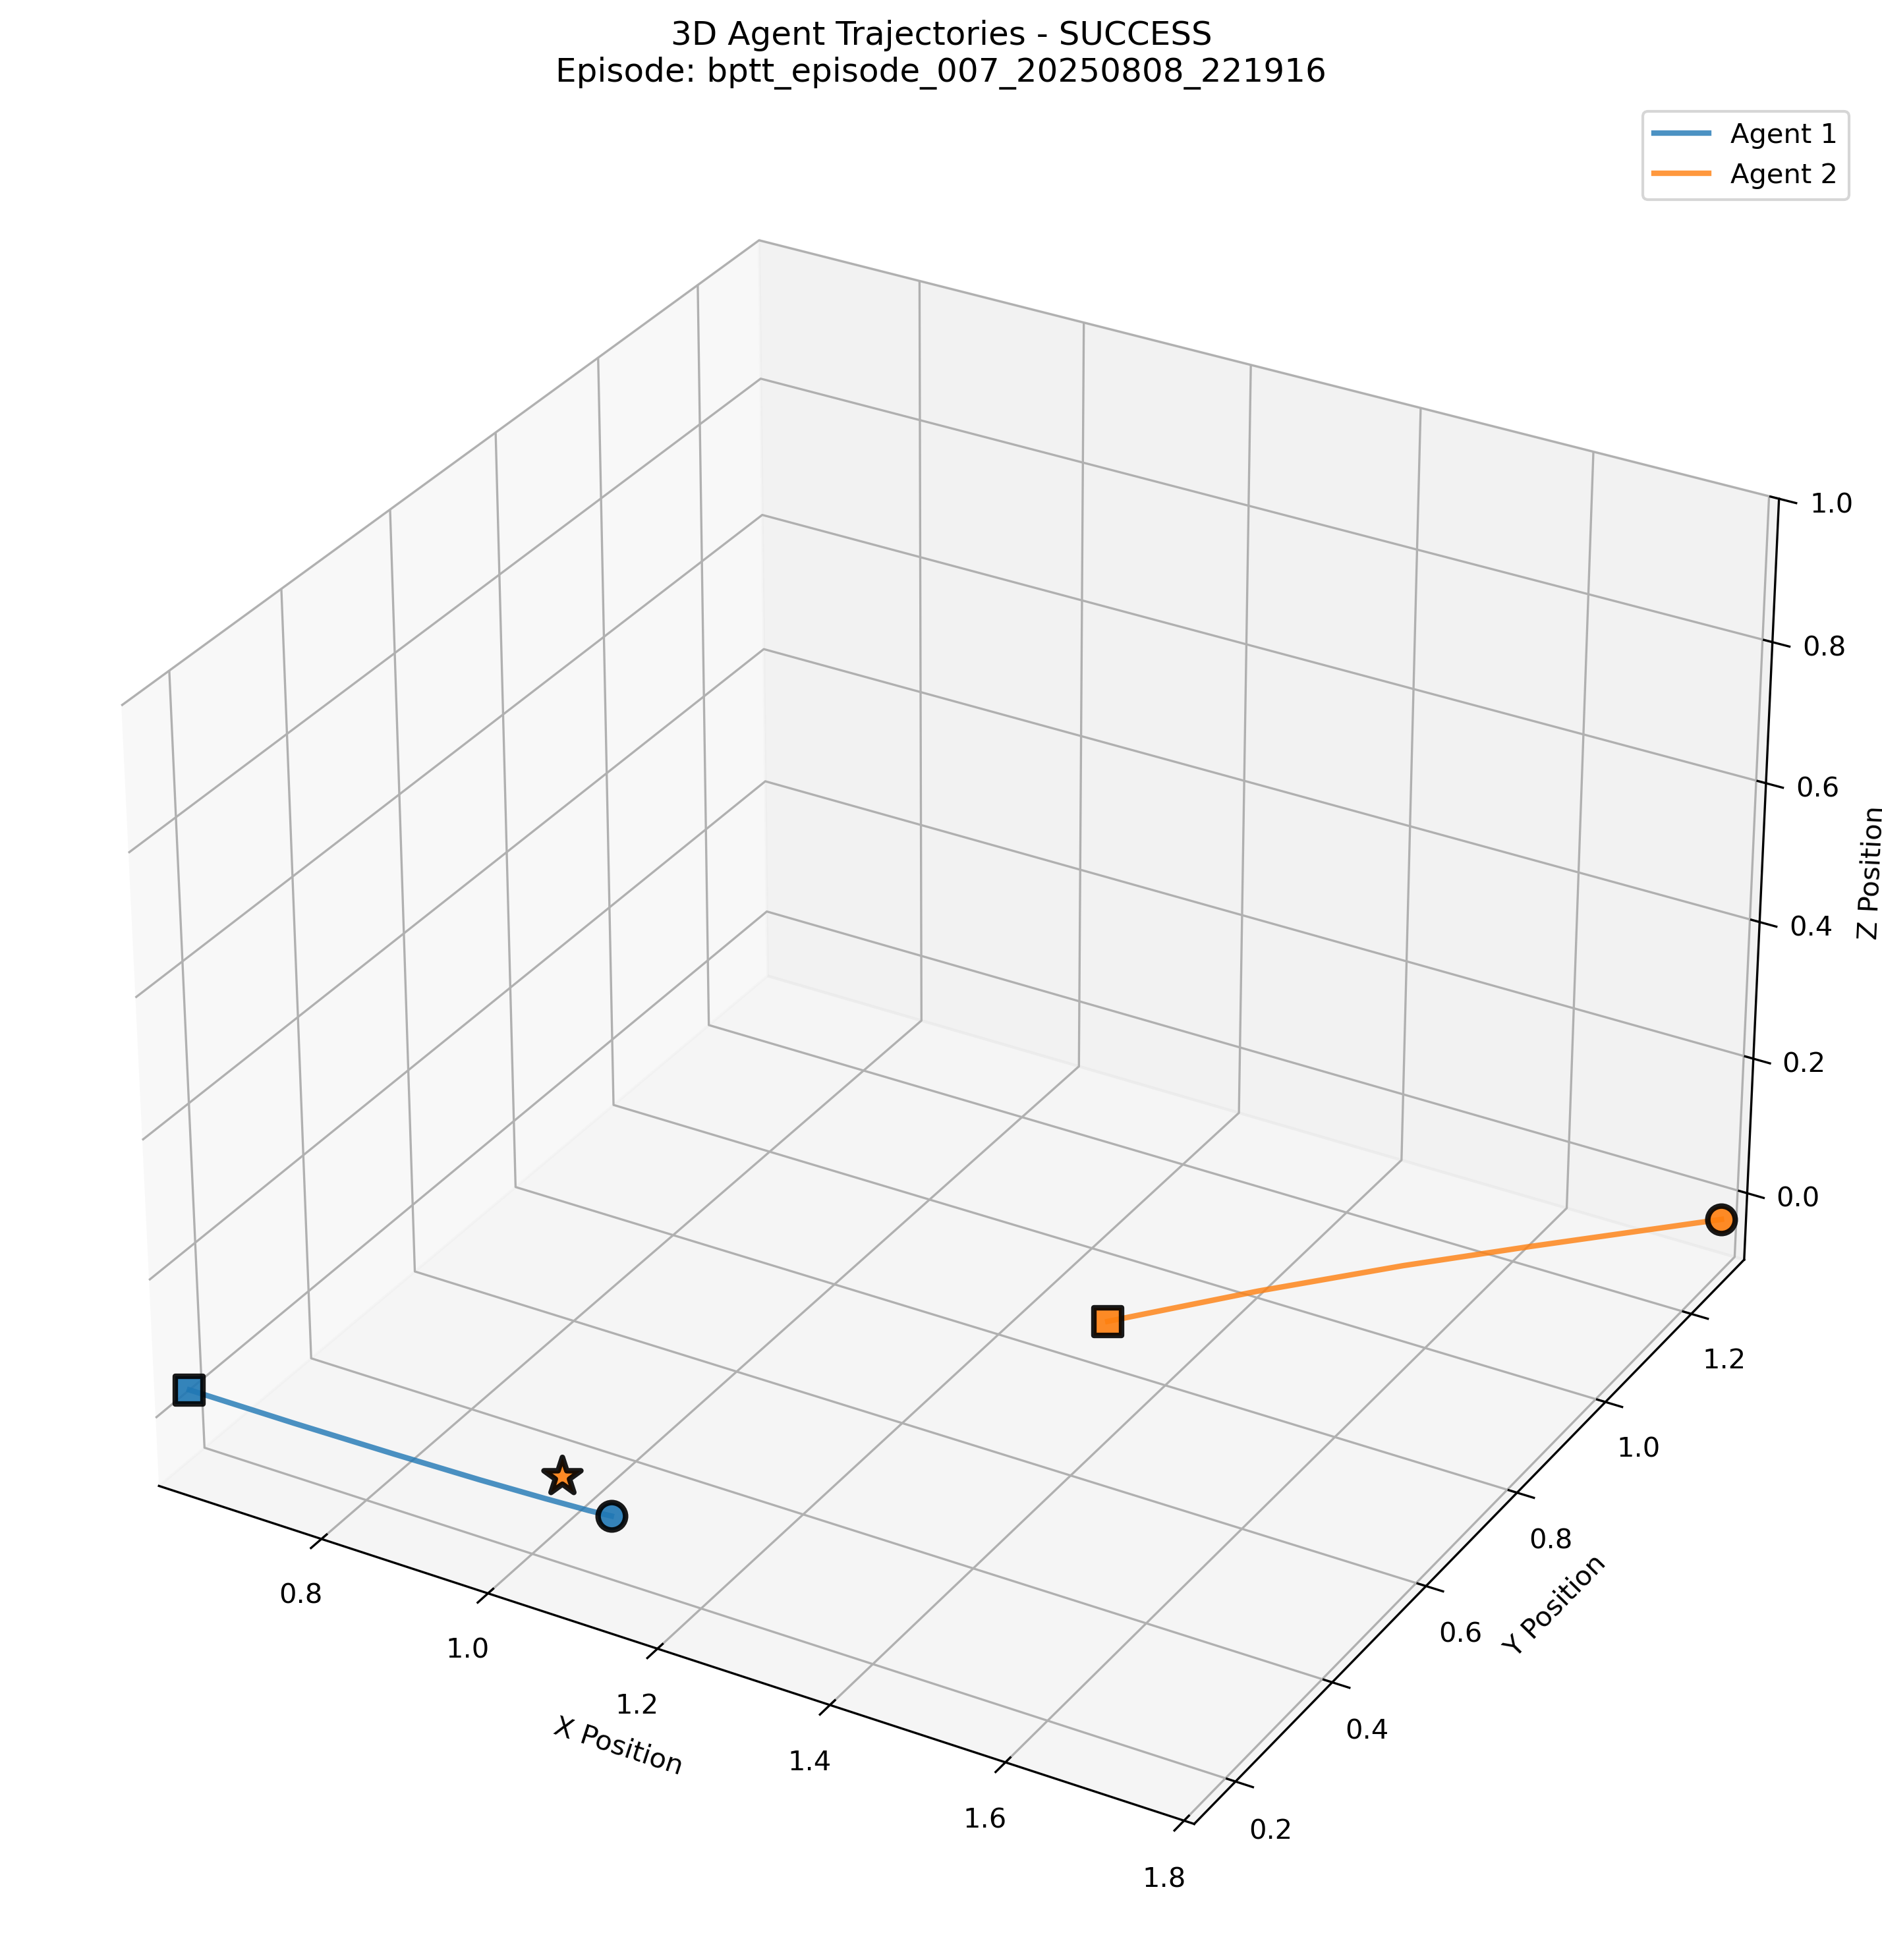 3D Agent Trajectories - SUCCESS
Episode: bptt_episode_007_20250808_221916
Agent 1
Agent 2
1.0
0.8
0.6
0.4
0.2
0.0
Z Position
1.2
1.0
0.8
0.6
0.4
0.2
Y Position
0.8
1.0
1.2
1.4
1.6
1.8
X Position